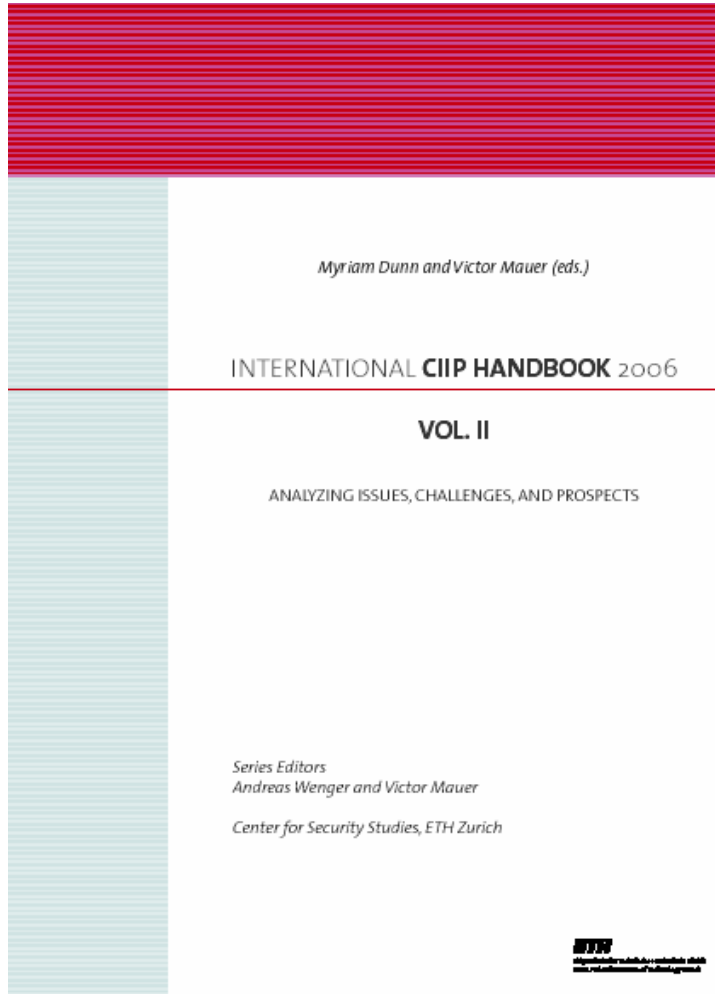 Myriam Dunn and Victor Mauer (eds.)
INTERNATIONAL CIIP HANDBOOK 2006
VOL. II
ANALYZING ISSUES, CHALLENGES, AND PROSPECTS
Series Editors
Andreas Wenger and Victor Mauer
Center for Security Studies, ETH Zurich
ETH